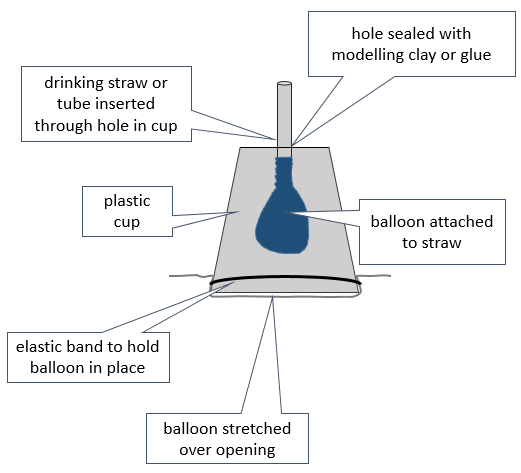 hole sealed with
modelling clay or glue
drinking straw or
tube inserted
through hole in cup
plastic
cup
balloon attached
to straw
elastic band to hold
balloon in place
balloon stretched
over opening